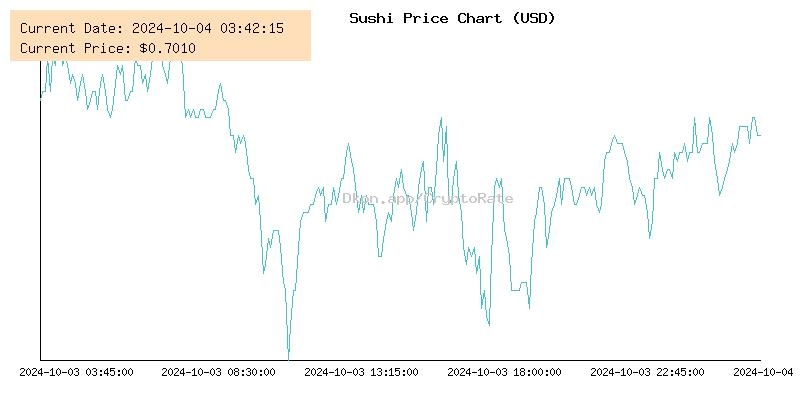 Sushi Price Chart (USD)
Current Date: 2024-10-04 03:42:15
Current Price: $0.7010
Dkon.app/CryptoRate
2024-10-03 03:45:00 2024-10-03 08:30:00 2024-10-03 13:15:00 2024-10-03 18:00:00 2024-10-03 22:45:00 2024-10-04